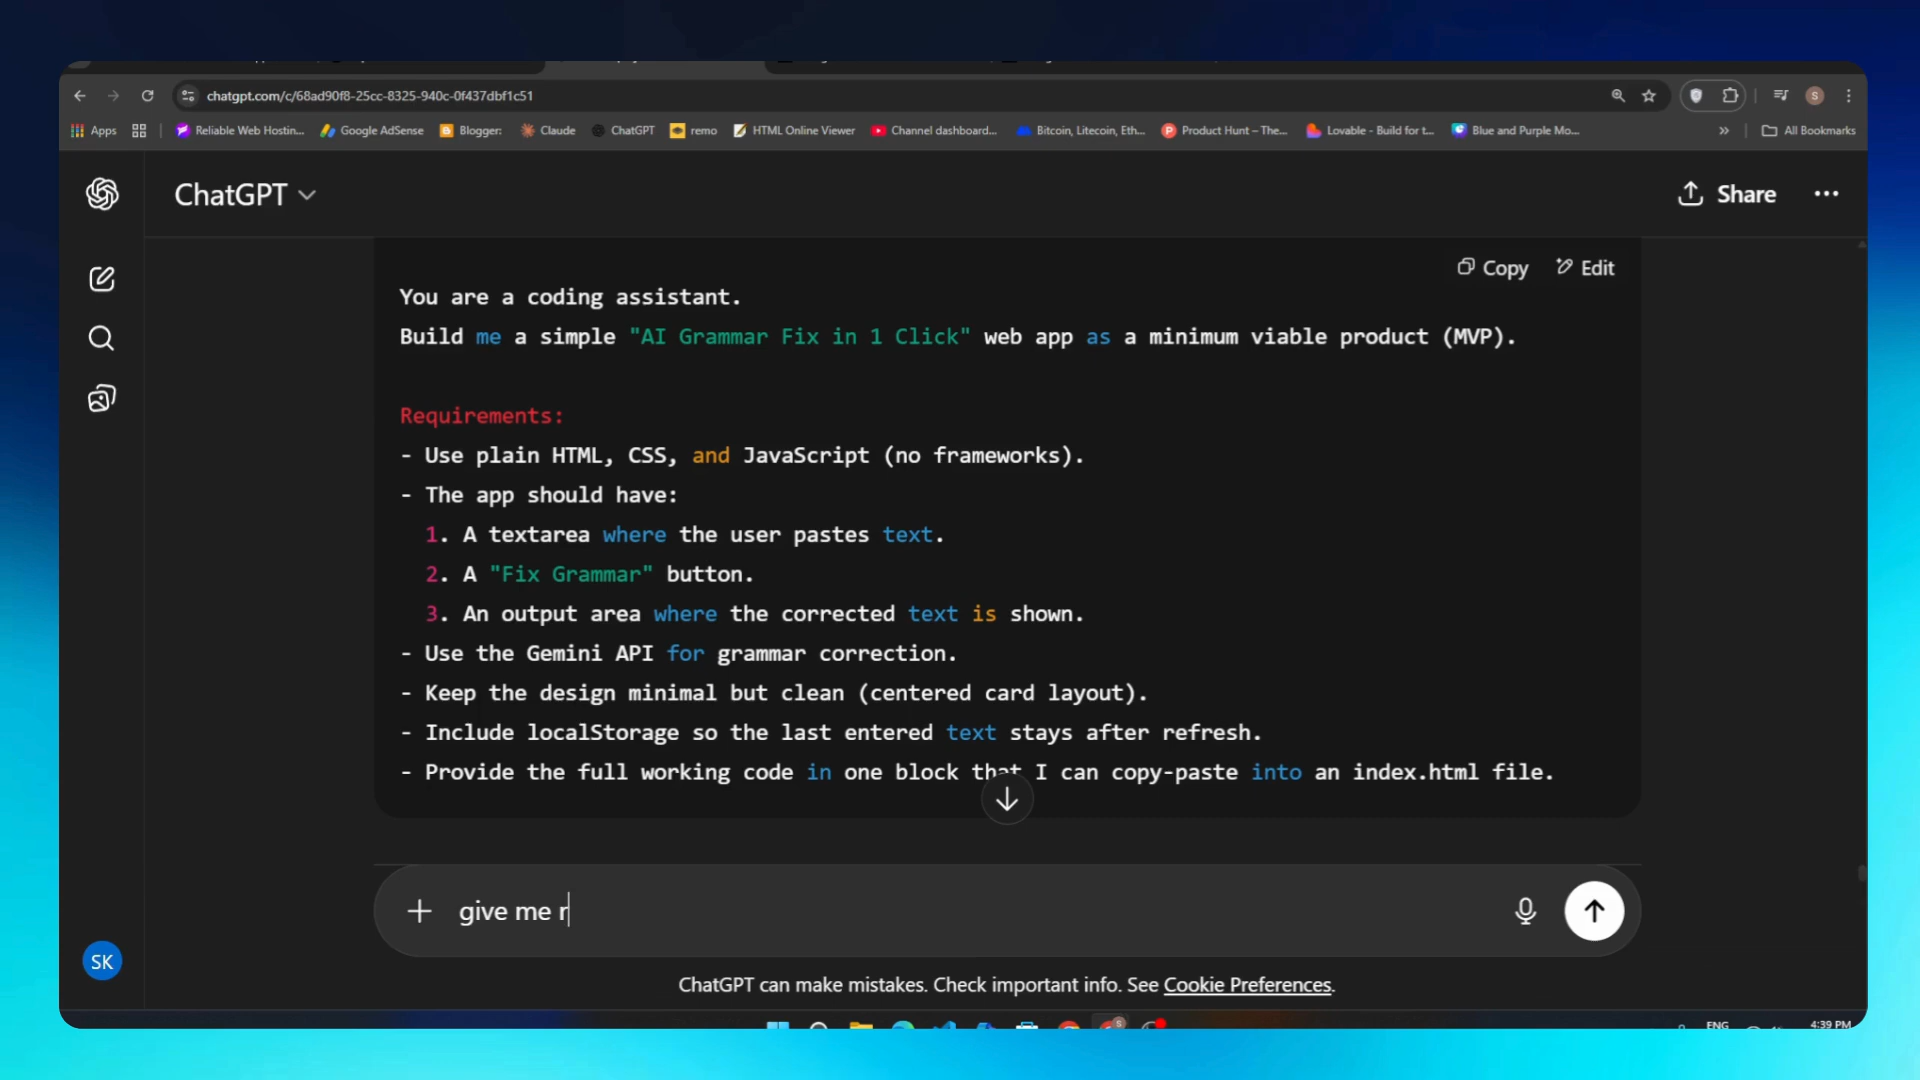 chatgpt.com/c/68ad90f8-25cc-8325-940c-0f437dbf1c51
Apps
Reliable Web Hostin...
Google AdSense
Blogger:
Claude
ChatGPT
remo
HTML Online Viewer
Channel dashboard...
Bitcoin, Litecoin, Eth...
Product Hunt – The...
Lovable - Build for t...
Blue and Purple Mo...
»
All Bookmarks
S
ChatGPT
Share
Copy
Edit
You are a coding assistant.
Build me a simple "AI Grammar Fix in 1 Click" web app as a minimum viable product (MVP).
Requirements:
- Use plain HTML, CSS, and JavaScript (no frameworks).
- The app should have:
1. A textarea where the user pastes text.
2. A "Fix Grammar" button.
3. An output area where the corrected text is shown.
- Use the Gemini API for grammar correction.
- Keep the design minimal but clean (centered card layout).
- Include localStorage so the last entered text stays after refresh.
- Provide the full working code in one block that I can copy-paste into an index.html file.
give me r
SK
ChatGPT can make mistakes. Check important info. See Cookie Preferences.
ENG
4:39 PM